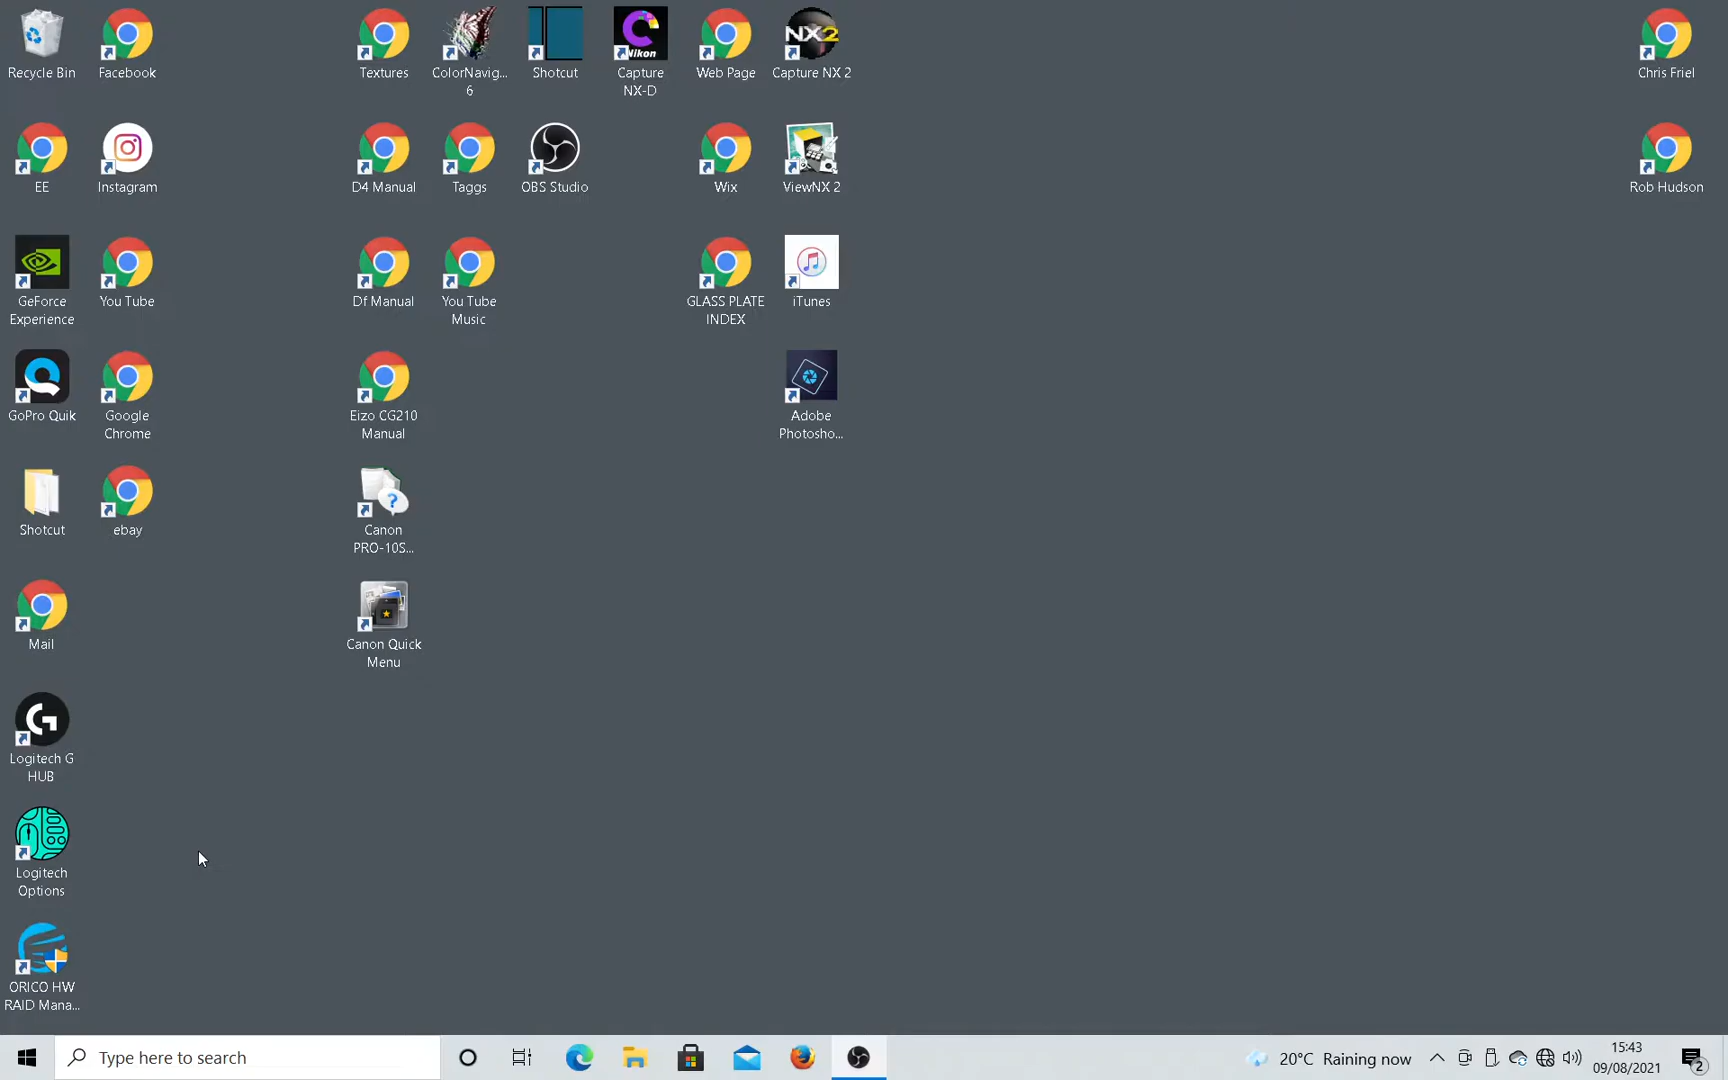 Recycle Bin
Facebook
Textures
ColorNavig...
6
Shotcut
Capture
NX-D
Nikon
Web Page
NX2
Capture NX 2
Chris Friel
EE
Instagram
D4 Manual
Taggs
OBS Studio
Wix
ViewNX 2
Rob Hudson
GeForce
Experience
You Tube
Df Manual
You Tube
Music
GLASS PLATE
INDEX
iTunes
GoPro Quik
Google
Chrome
Eizo CG210
Manual
Adobe
Photosho...
Shotcut
ebay
Canon
PRO-10S...
Mail
Canon Quick
Menu
Logitech G
HUB
Logitech
Options
ORICO HW
RAID Mana...
Type here to search
20°C Raining now
15:43
09/08/2021
2